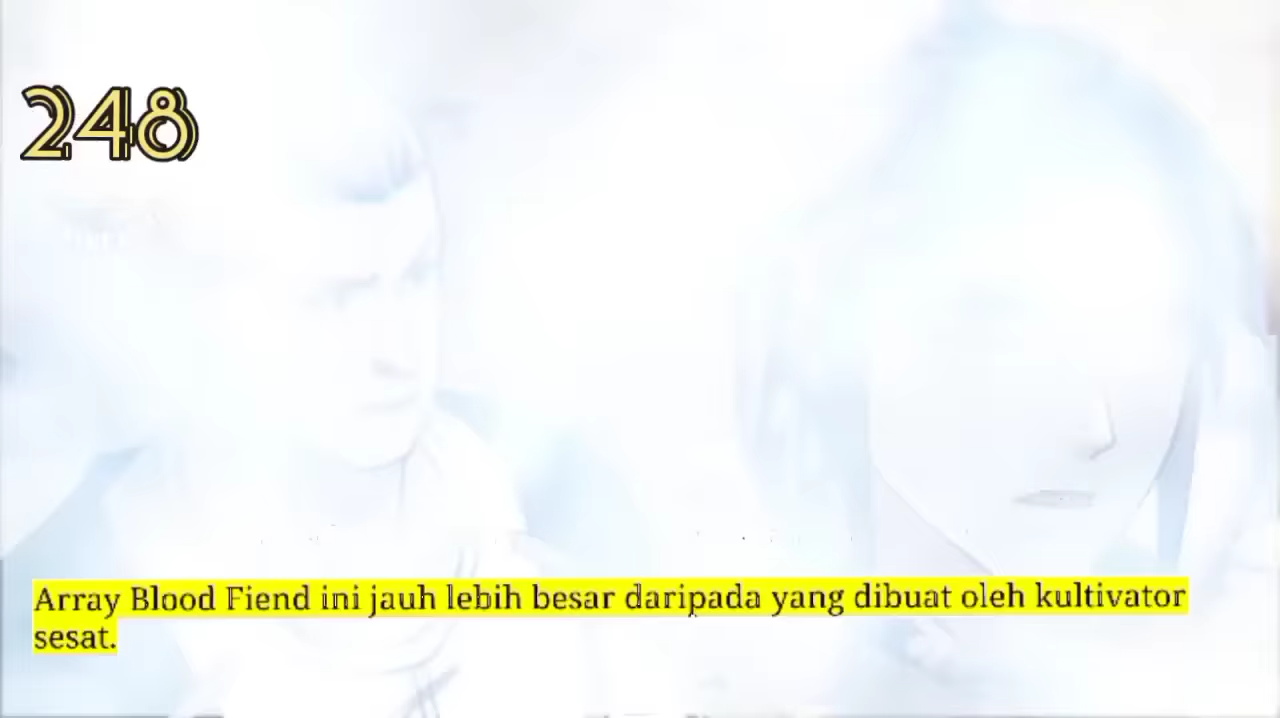 248
Array Blood Fiend ini jauh lebih besar daripada yang dibuat oleh kultivator
sesat.